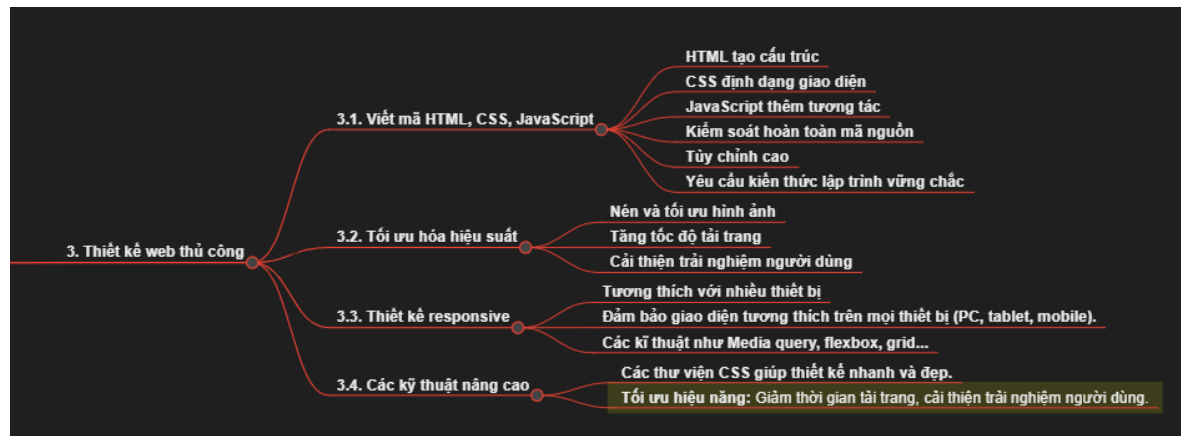 3. Thiết kế web thủ công
3.1. Viết mã HTML, CSS, JavaScript
HTML tạo cấu trúc
CSS định dạng giao diện
JavaScript thêm tương tác
Kiểm soát hoàn toàn mã nguồn
Tùy chỉnh cao
Yêu cầu kiến thức lập trình vững chắc
3.2. Tối ưu hóa hiệu suất
Nén và tối ưu hình ảnh
Tăng tốc độ tải trang
Cải thiện trải nghiệm người dùng
3.3. Thiết kế responsive
Tương thích với nhiều thiết bị
Đảm bảo giao diện tương thích trên mọi thiết bị (PC, tablet, mobile).
Các kĩ thuật như Media query, flexbox, grid...
3.4. Các kỹ thuật nâng cao
Các thư viện CSS giúp thiết kế nhanh và đẹp.
Tối ưu hiệu năng: Giảm thời gian tải trang, cải thiện trải nghiệm người dùng.